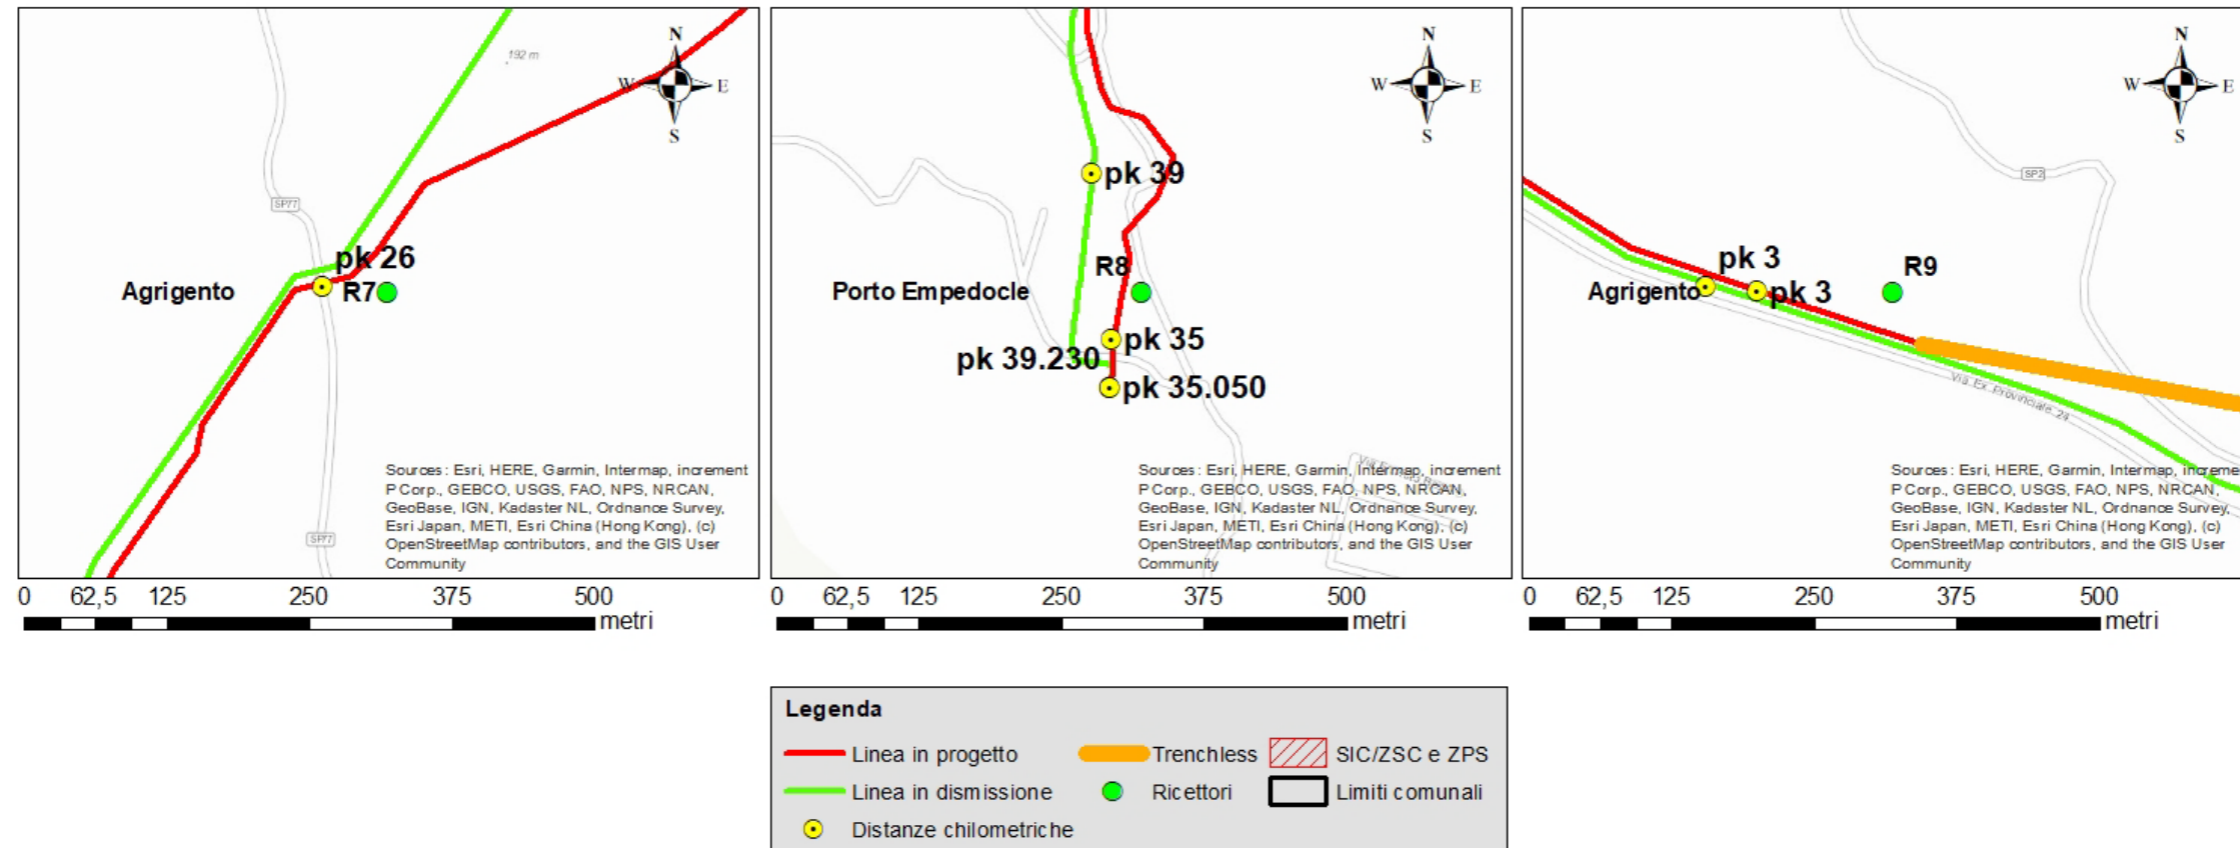 N
W E
S
192 m
SP77
pk 26
Agrigento
R7
SP77
Sources: Esri, HERE, Garmin, Intermap, increment
P Corp., GEBCO, USGS, FAO, NPS, NRCAN,
GeoBase, IGN, Kadaster NL, Ordnance Survey,
Esri Japan, METI, Esri China (Hong Kong), (c)
OpenStreetMap contributors, and the GIS User
Community
0 62,5 125 250 375 500
metri
N
W E
S
pk 39
R8
Porto Empedocle
pk 35
pk 39.230
pk 35.050
Sources: Esri, HERE, Garmin, Intermap, increment
P Corp., GEBCO, USGS, FAO, NPS, NRCAN,
GeoBase, IGN, Kadaster NL, Ordnance Survey,
Esri Japan, METI, Esri China (Hong Kong), (c)
OpenStreetMap contributors, and the GIS User
Community
0 62,5 125 250 375 500
metri
N
W E
S
SP2
pk 3
R9
Agrigento
pk 3
Via Ex Provinciale 24
Sources: Esri, HERE, Garmin, Intermap, increme
P Corp., GEBCO, USGS, FAO, NPS, NRCAN,
GeoBase, IGN, Kadaster NL, Ordnance Survey,
Esri Japan, METI, Esri China (Hong Kong), (c)
OpenStreetMap contributors, and the GIS User
Community
0 62,5 125 250 375 500
metri
Legenda
Linea in progetto
Trenchless
SIC/ZSC e ZPS
Linea in dismissione
Ricettori
Limiti comunali
Distanze chilometriche